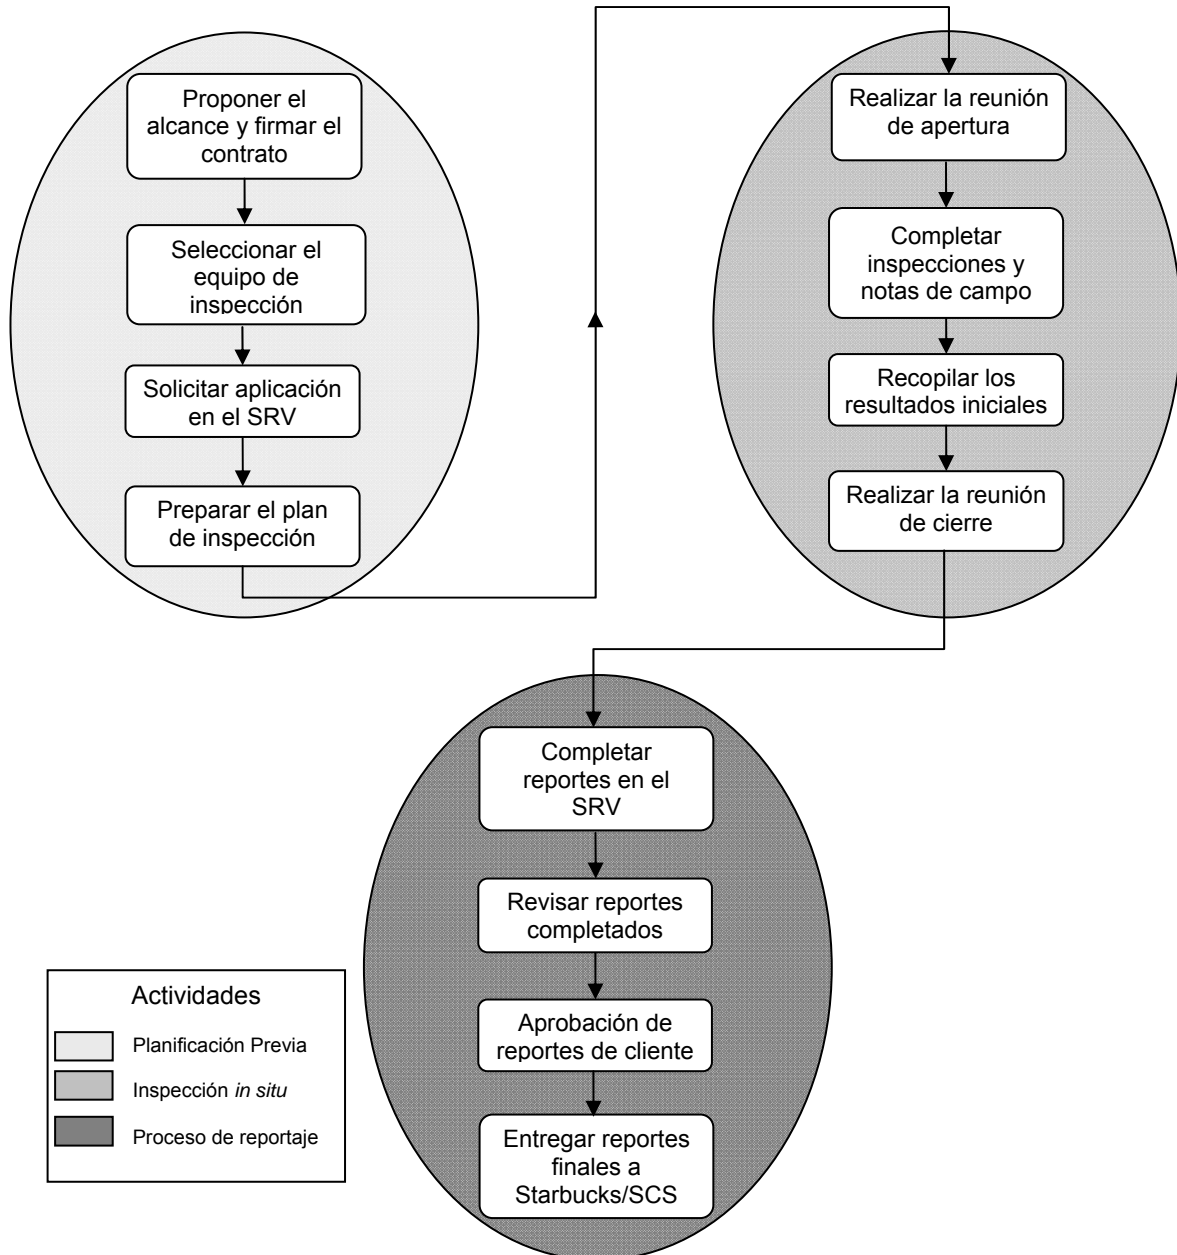 Proponer el
alcance y firmar el
contrato
Seleccionar el
equipo de
inspección
Solicitar aplicación
en el SRV
Preparar el plan
de inspección
Realizar la reunión
de apertura
Completar
inspecciones y
notas de campo
Recopilar los
resultados iniciales
Realizar la reunión
de cierre
Completar
reportes en el
SRV
Revisar reportes
completados
Aprobación de
reportes de cliente
Entregar reportes
finales a
Starbucks/SCS
Actividades
Planificación Previa
Inspección in situ
Proceso de reportaje